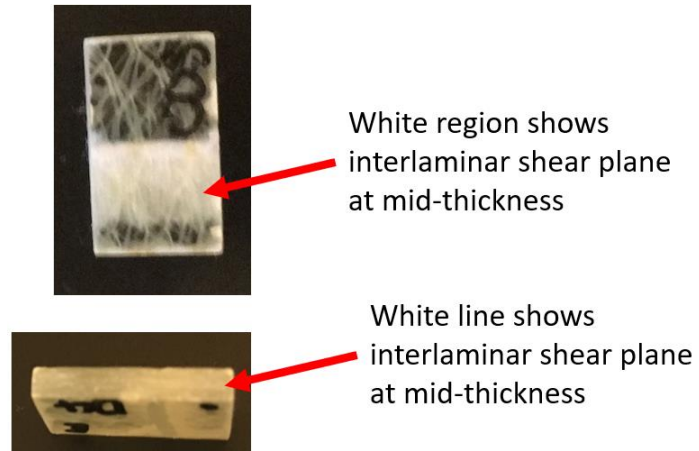 White region shows
interlaminar shear plane
at mid-thickness
White line shows
interlaminar shear plane
at mid-thickness